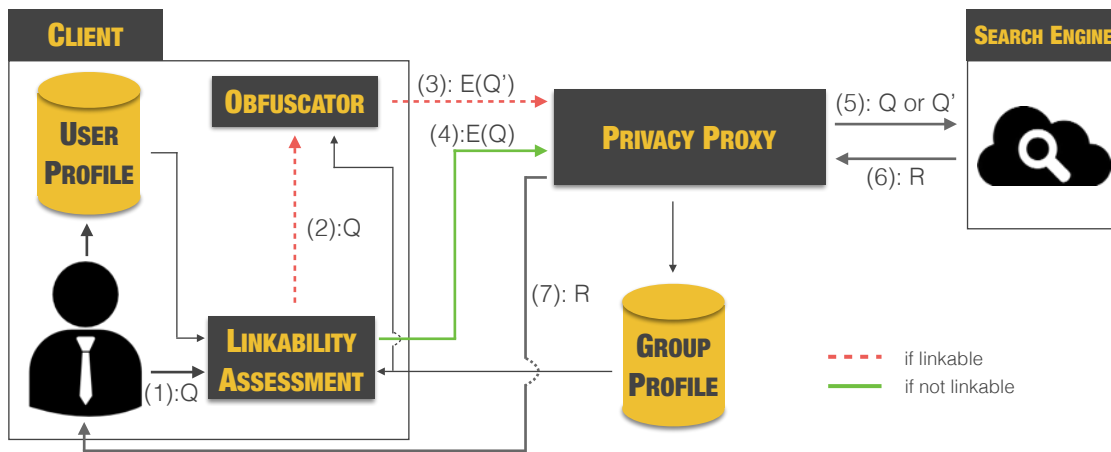 CLIENT
SEARCH ENGINE
USER
PROFILE
OBFUSCATOR
(3): E(Q’)
(4):E(Q)
PRIVACY PROXY
(5): Q or Q’
(6): R
(2):Q
(7): R
LINKABILITY
ASSESSMENT
(1):Q
GROUP
PROFILE
if linkable
if not linkable